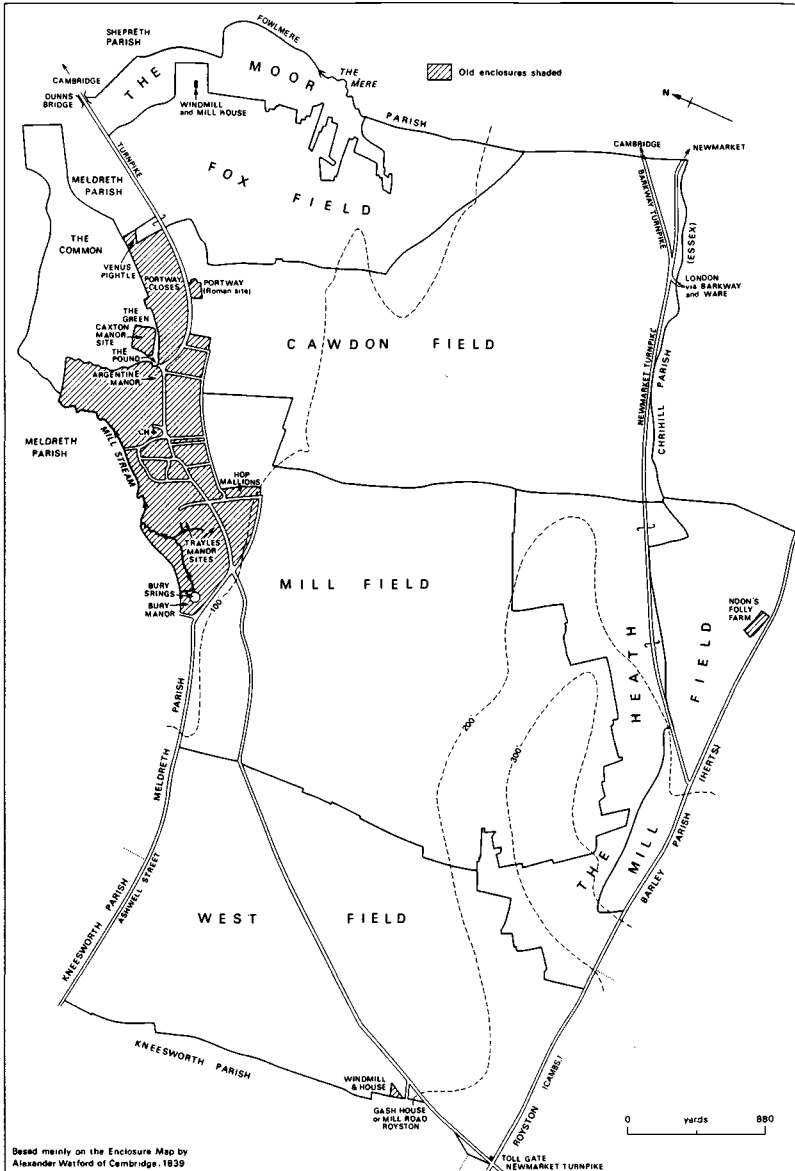 SHEPRETH
PARISH
FOWLMERE
THE
MERE
THE MOOR
Old enclosures shaded
N
CAMBRIDGE
DUNNS
BRIDGE
WINDMILL
and MILL HOUSE
PARISH
CAMBRIDGE
NEWMARKET
TURNPIKE
FOX FIELD
BARKWAY TURNPIKE
(ESSEX)
MELDRETH
PARISH
THE
COMMON
VENUS
PIGHTLE
PORTWAY
CLOSES
PORTWAY
(Roman site)
LONDON
via BARKWAY
and WARE
THE GREEN
CAXTON
MANOR
SITE
THE POUND
ARGENTINE
MANOR
CAWDON FIELD
NEWMARKET TURNPIKE
CHRIHILL PARISH
CH
MELDRETH
PARISH
MILL STREAM
HOP
MALLIONS
TRAYLES
MANOR
SITES
BURY
SRINGS
BURY
MANOR
100
MILL FIELD
NOON'S
FOLLY
FARM
HEATH
FIELD
200
300
MELDRETH PARISH
(HERTS)
THE
MILL
BARLEY PARISH
KNEESWORTH PARISH
ASHWELL STREET
WEST FIELD
KNEESWORTH PARISH
WINDMILL
& HOUSE
GASH HOUSE
or MILL ROAD
ROYSTON
ROYSTON (CAMBS.)
0 yards 880
TOLL GATE
NEWMARKET TURNPIKE
Based mainly on the Enclosure Map by
Alexander Watford of Cambridge. 1839